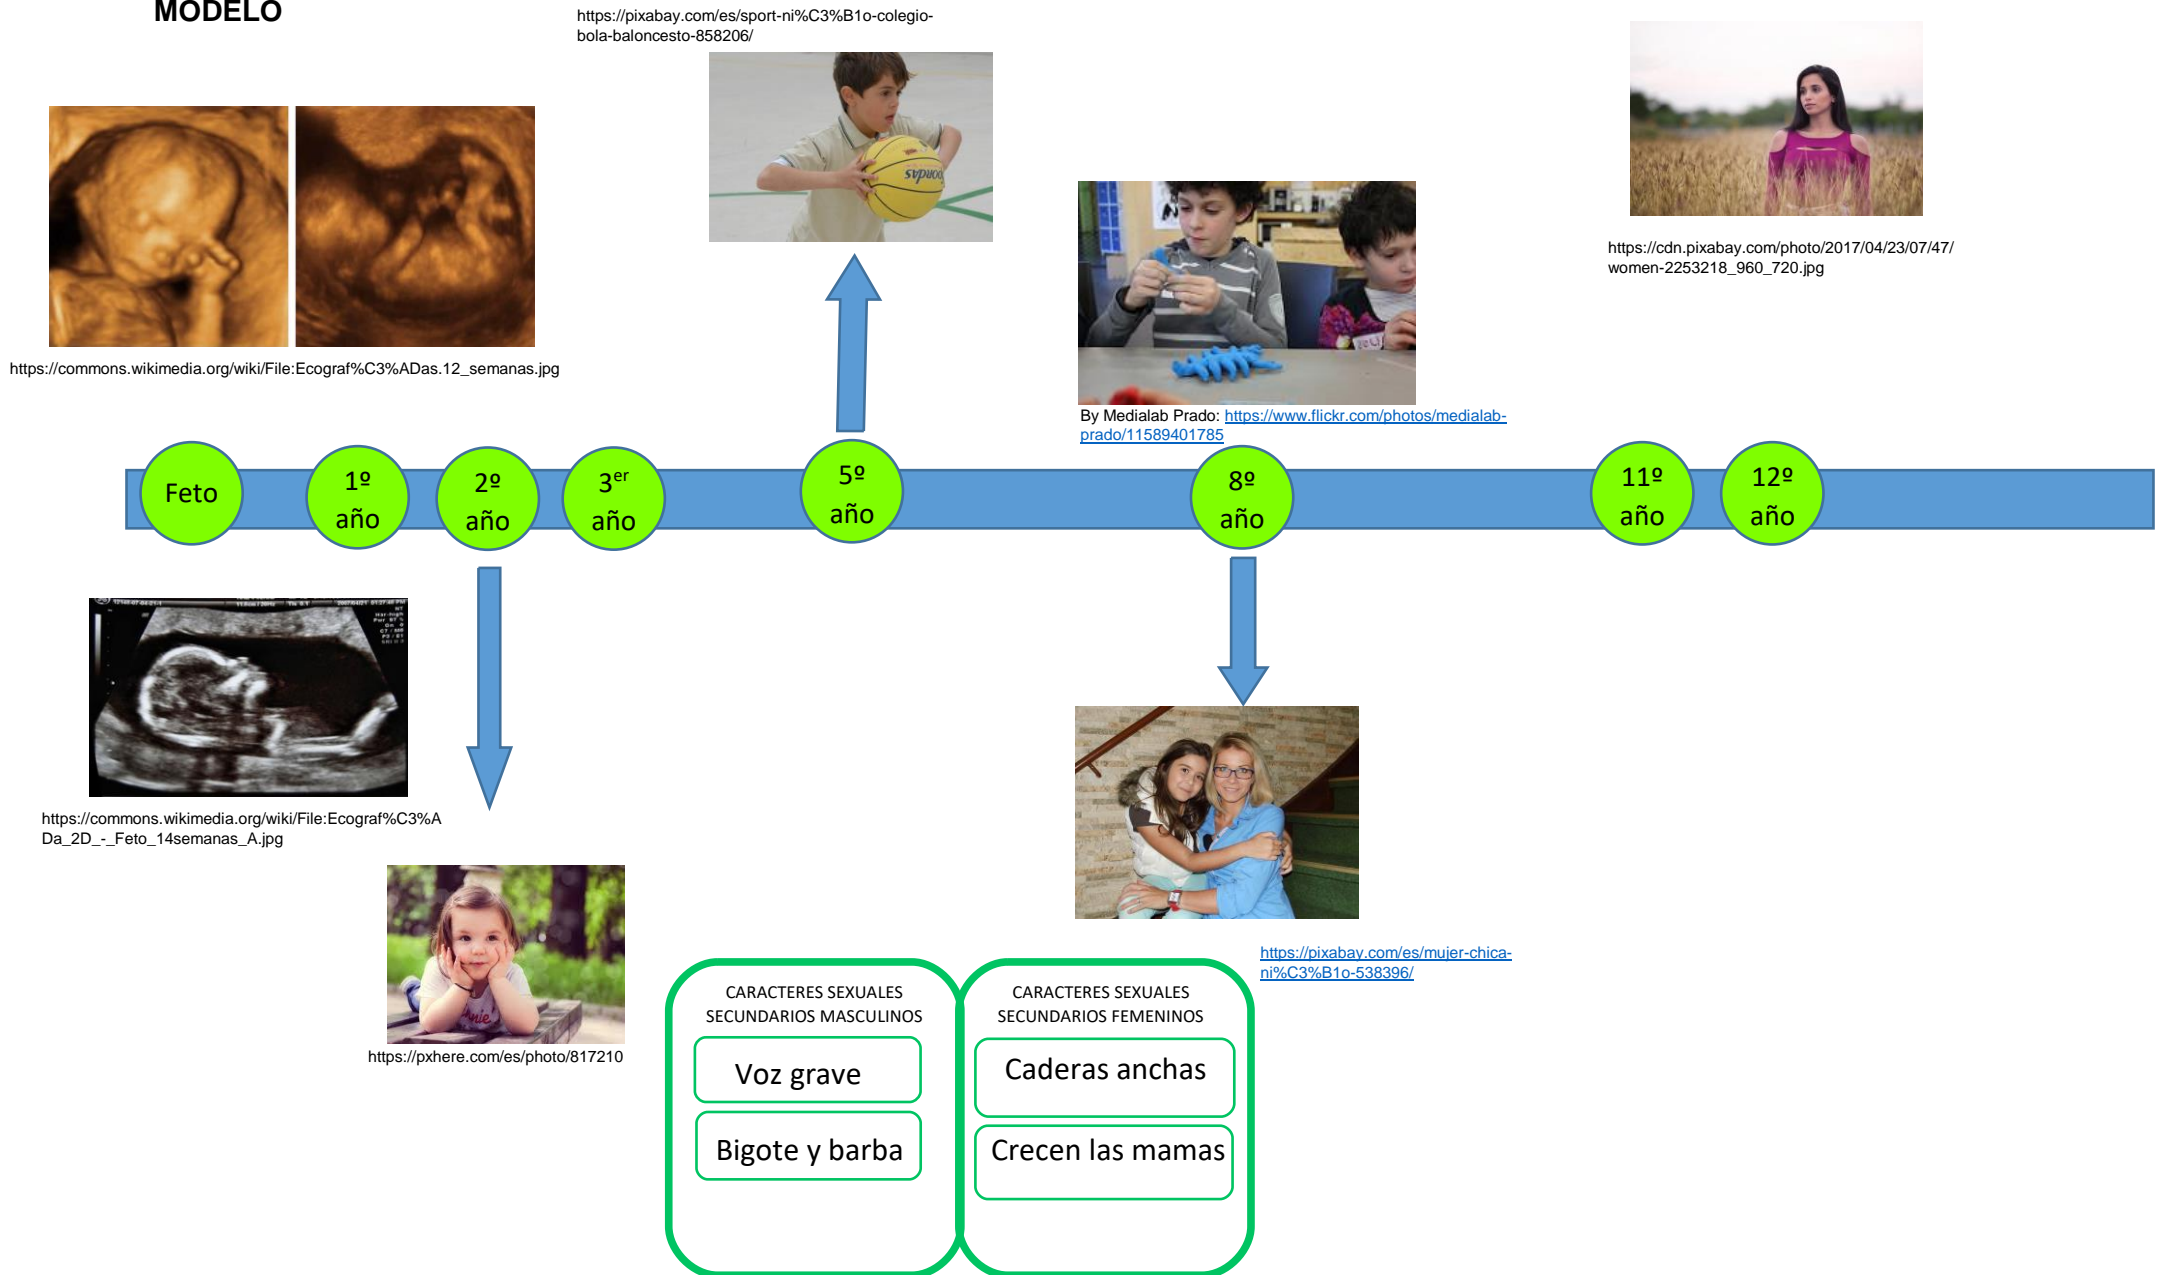 MODELO
https://pixabay.com/es/sport-ni%C3%B1o-colegio-
bola-baloncesto-858206/
https://cdn.pixabay.com/photo/2017/04/23/07/47/
women-2253218_960_720.jpg
https://commons.wikimedia.org/wiki/File:Ecograf%C3%ADas.12_semanas.jpg
By Medialab Prado: https://www.flickr.com/photos/medialab-
prado/11589401785
Feto
1º
año
2º
año
3er
año
5º
año
8º
año
11º
año
12º
año
https://commons.wikimedia.org/wiki/File:Ecograf%C3%A
Da_2D_-_Feto_14semanas_A.jpg
https://pxhere.com/es/photo/817210
https://pixabay.com/es/mujer-chica-
ni%C3%B1o-538396/
CARACTERES SEXUALES
SECUNDARIOS MASCULINOS
Voz grave
Bigote y barba
CARACTERES SEXUALES
SECUNDARIOS FEMENINOS
Caderas anchas
Crecen las mamas